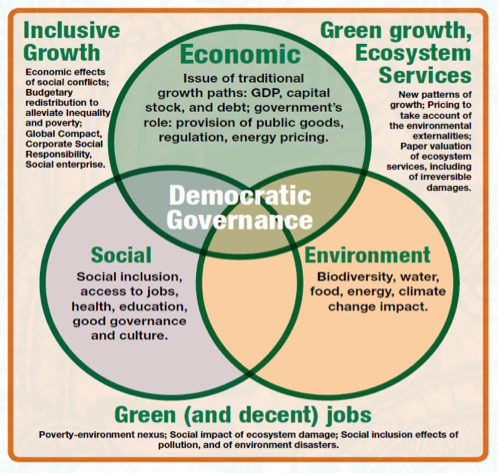 Inclusive
Growth
Economic effects
of social conflicts;
Budgetary
redistribution to
alleviate Inequality
and poverty;
Global Compact,
Corporate Social
Responsibility,
Social enterprise.
Economic
Issue of traditional
growth paths: GDP, capital
stock, and debt; government's
role: provision of public goods,
regulation, energy pricing.
Green growth,
Ecosystem
Services
New patterns of
growth; Pricing to
take account of
the environmental
externalities;
Paper valuation
of ecosystem
services, including
of irreversible
damages.
Democratic
Governance
Social
Social inclusion,
access to jobs,
health, education,
good governance
and culture.
Environment
Biodiversity, water,
food, energy, climate
change impact.
Green (and decent) jobs
Poverty-environment nexus; Social impact of ecosystem damage; Social inclusion effects of
pollution, and of environment disasters.